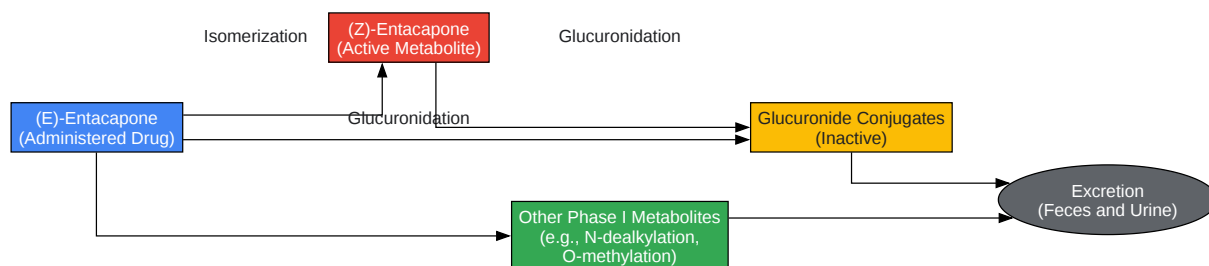 Isomerization
(Z)-Entacapone
(Active Metabolite)
Glucuronidation
(E)-Entacapone
(Administered Drug)
Glucuronidation
Glucuronide Conjugates
(Inactive)
Excretion
(Feces and Urine)
Other Phase I Metabolites
(e.g., N-dealkylation,
O-methylation)